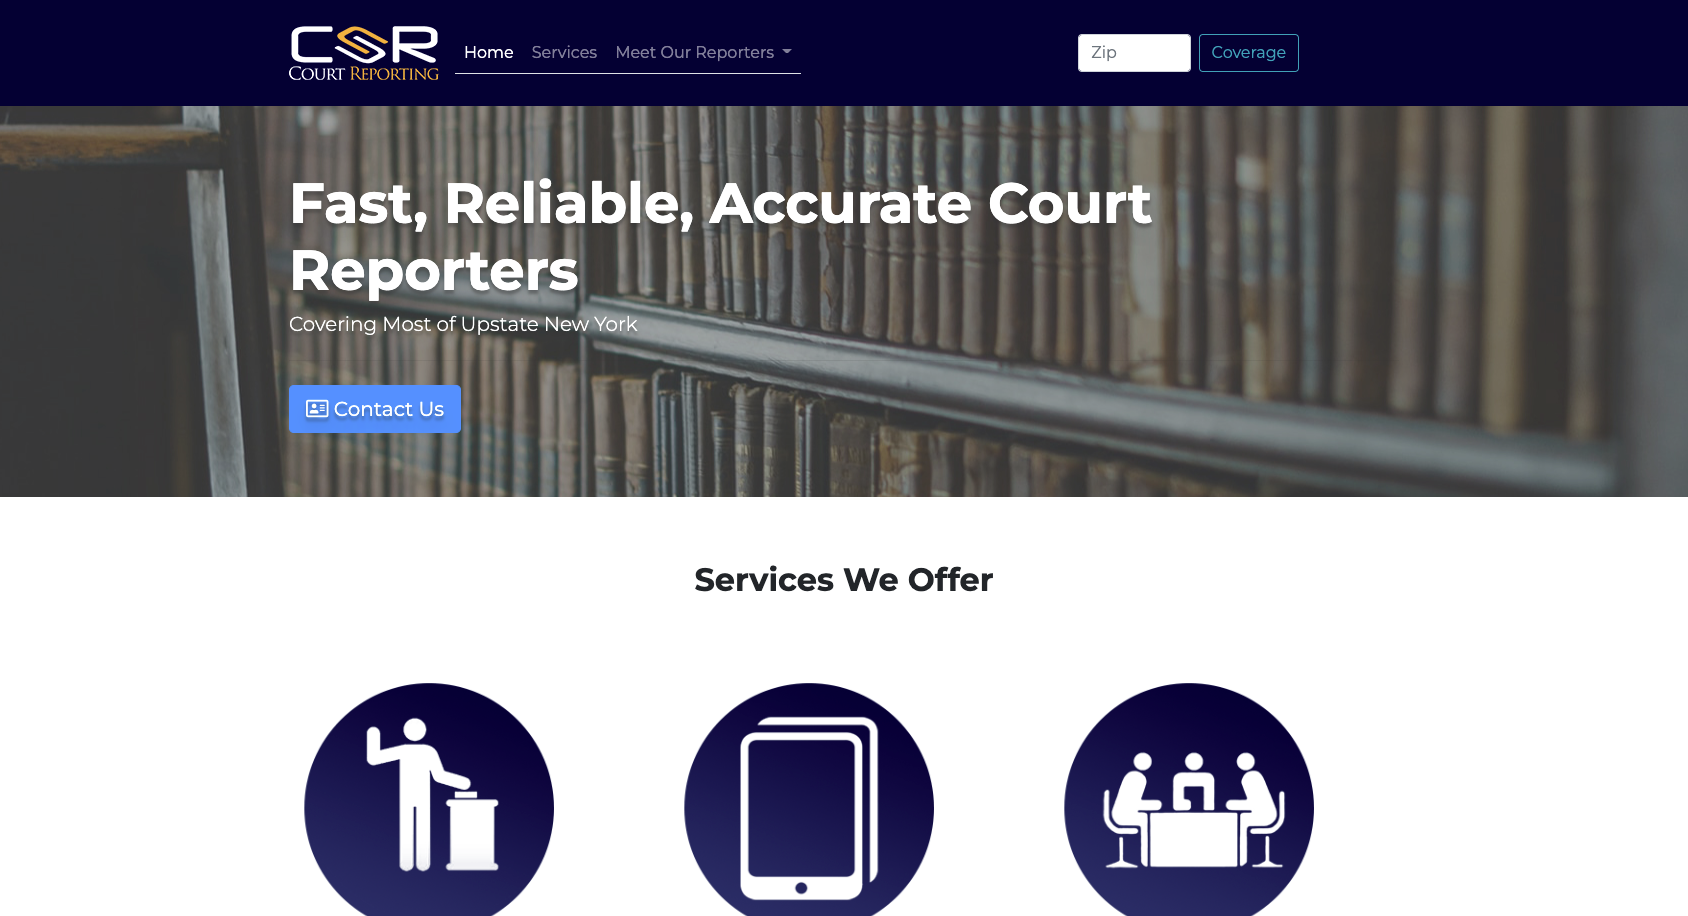 CSR
COURT REPORTING
Home
Services
Meet Our Reporters
Zip
Coverage
Fast, Reliable, Accurate Court
Reporters
Covering Most of Upstate New York
Contact Us
Services We Offer